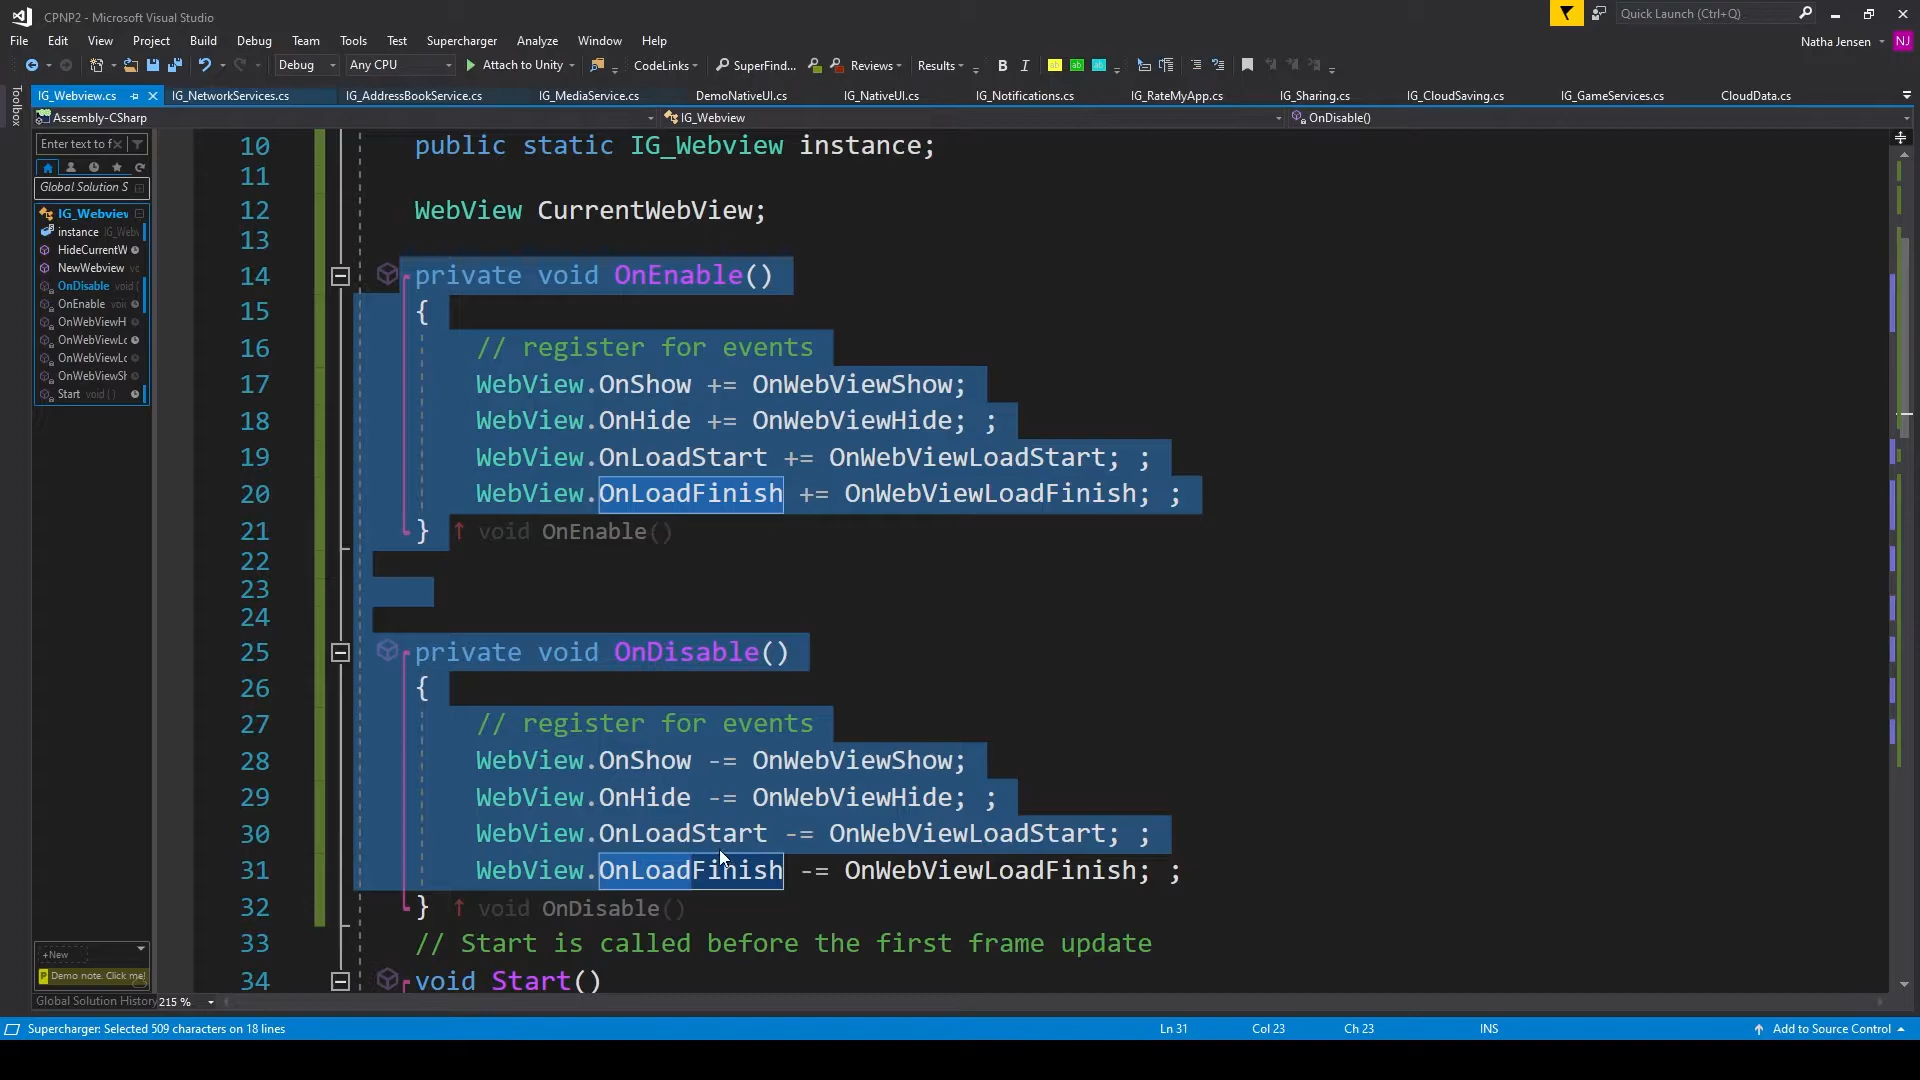 CPNP2 - Microsoft Visual Studio
Quick Launch (Ctrl+Q)
File Edit View Project Build Debug Team Tools Test Supercharger Analyze Window Help
Natha Jensen NJ
Debug Any CPU Attach to Unity CodeLinks SuperFind... Reviews Results B I ab ab ab
IG_Webview.cs IG_NetworkServices.cs IG_AddressBookService.cs IG_MediaService.cs DemoNativeUI.cs IG_NativeUI.cs IG_Notifications.cs IG_RateMyApp.cs IG_Sharing.cs IG_CloudSaving.cs IG_GameServices.cs CloudData.cs
Toolbox
Assembly-CSharp IG_Webview OnDisable()
Enter text to f
Global Solution S
IG_Webview
instance IG_Webv
HideCurrentW
NewWebview vo
OnDisable void (
OnEnable voi
OnWebViewH
OnWebViewLo
OnWebViewLo
OnWebViewSh
Start void ( )
+New
Demo note. Click me!
Global Solution History
10 public static IG_Webview instance;
11
12 WebView CurrentWebView;
13
14 private void OnEnable()
15 {
16 // register for events
17 WebView.OnShow += OnWebViewShow;
18 WebView.OnHide += OnWebViewHide; ;
19 WebView.OnLoadStart += OnWebViewLoadStart; ;
20 WebView.OnLoadFinish += OnWebViewLoadFinish; ;
21 } ↑ void OnEnable()
22
23
24
25 private void OnDisable()
26 {
27 // register for events
28 WebView.OnShow -= OnWebViewShow;
29 WebView.OnHide -= OnWebViewHide; ;
30 WebView.OnLoadStart -= OnWebViewLoadStart; ;
31 WebView.OnLoadFinish -= OnWebViewLoadFinish; ;
32 } ↑ void OnDisable()
33 // Start is called before the first frame update
34 void Start()
215 %
Supercharger: Selected 509 characters on 18 lines Ln 31 Col 23 Ch 23 INS Add to Source Control